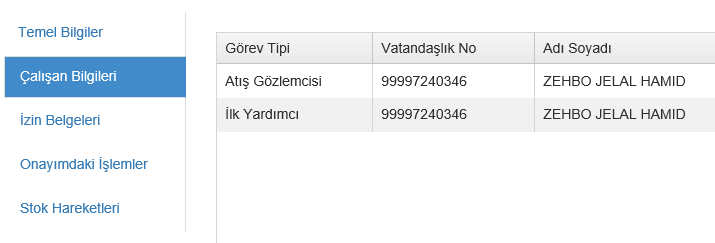 Temel Bilgiler
Çalışan Bilgileri
İzin Belgeleri
Onayımdaki İşlemler
Stok Hareketleri
Görev Tipi Vatandaşlık No Adı Soyadı
Atış Gözlemcisi 99997240346 ZEHBO JELAL HAMID
İlk Yardımcı 99997240346 ZEHBO JELAL HAMID